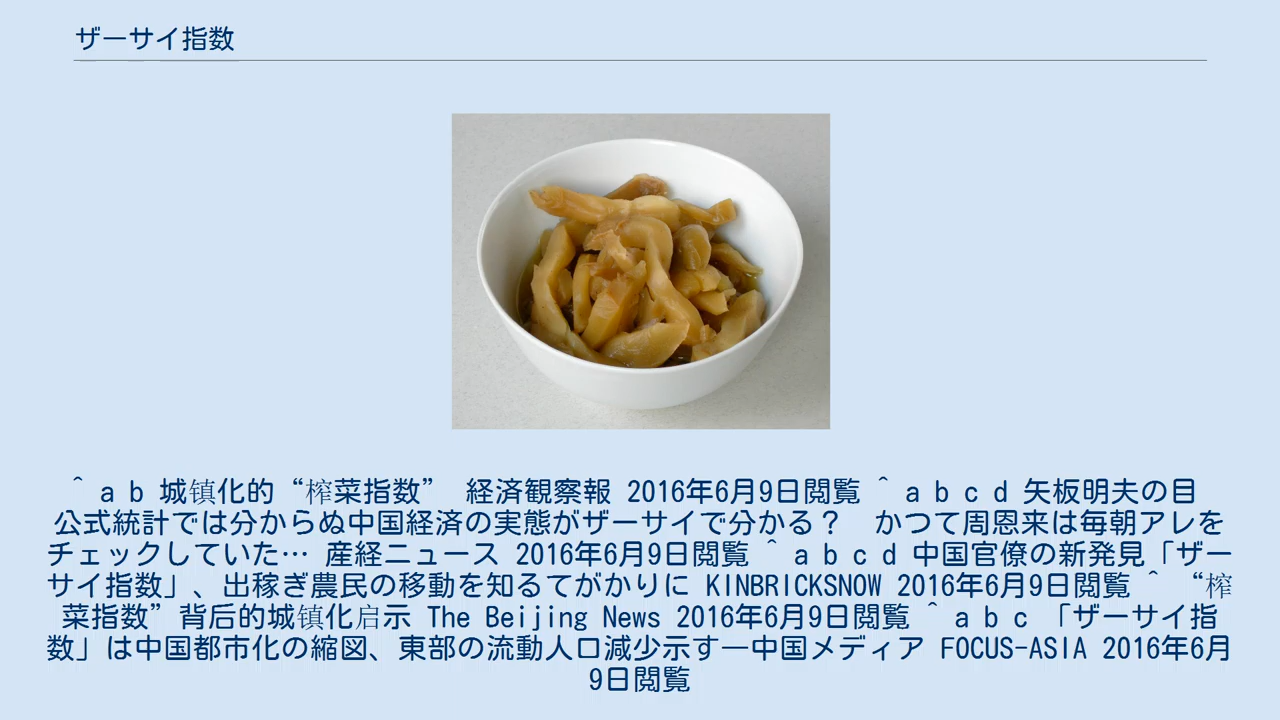 ザーサイ指数
＾ a b 城镇化的“榨菜指数”　経済観察報 2016年6月9日閲覧 ＾ a b c d 矢板明夫の目
公式統計では分からぬ中国経済の実態がザーサイで分かる？　かつて周恩来は毎朝アレを
チェックしていた… 産経ニュース 2016年6月9日閲覧 ＾ a b c d 中国官僚の新発見「ザー
サイ指数」、出稼ぎ農民の移動を知るてがかりに KINBRICKSNOW 2016年6月9日閲覧 ＾ “榨
菜指数”背后的城镇化启示 The Beijing News 2016年6月9日閲覧 ＾ a b c 「ザーサイ指
数」は中国都市化の縮図、東部の流動人口減少示す―中国メディア FOCUS-ASIA 2016年6月
9日閲覧